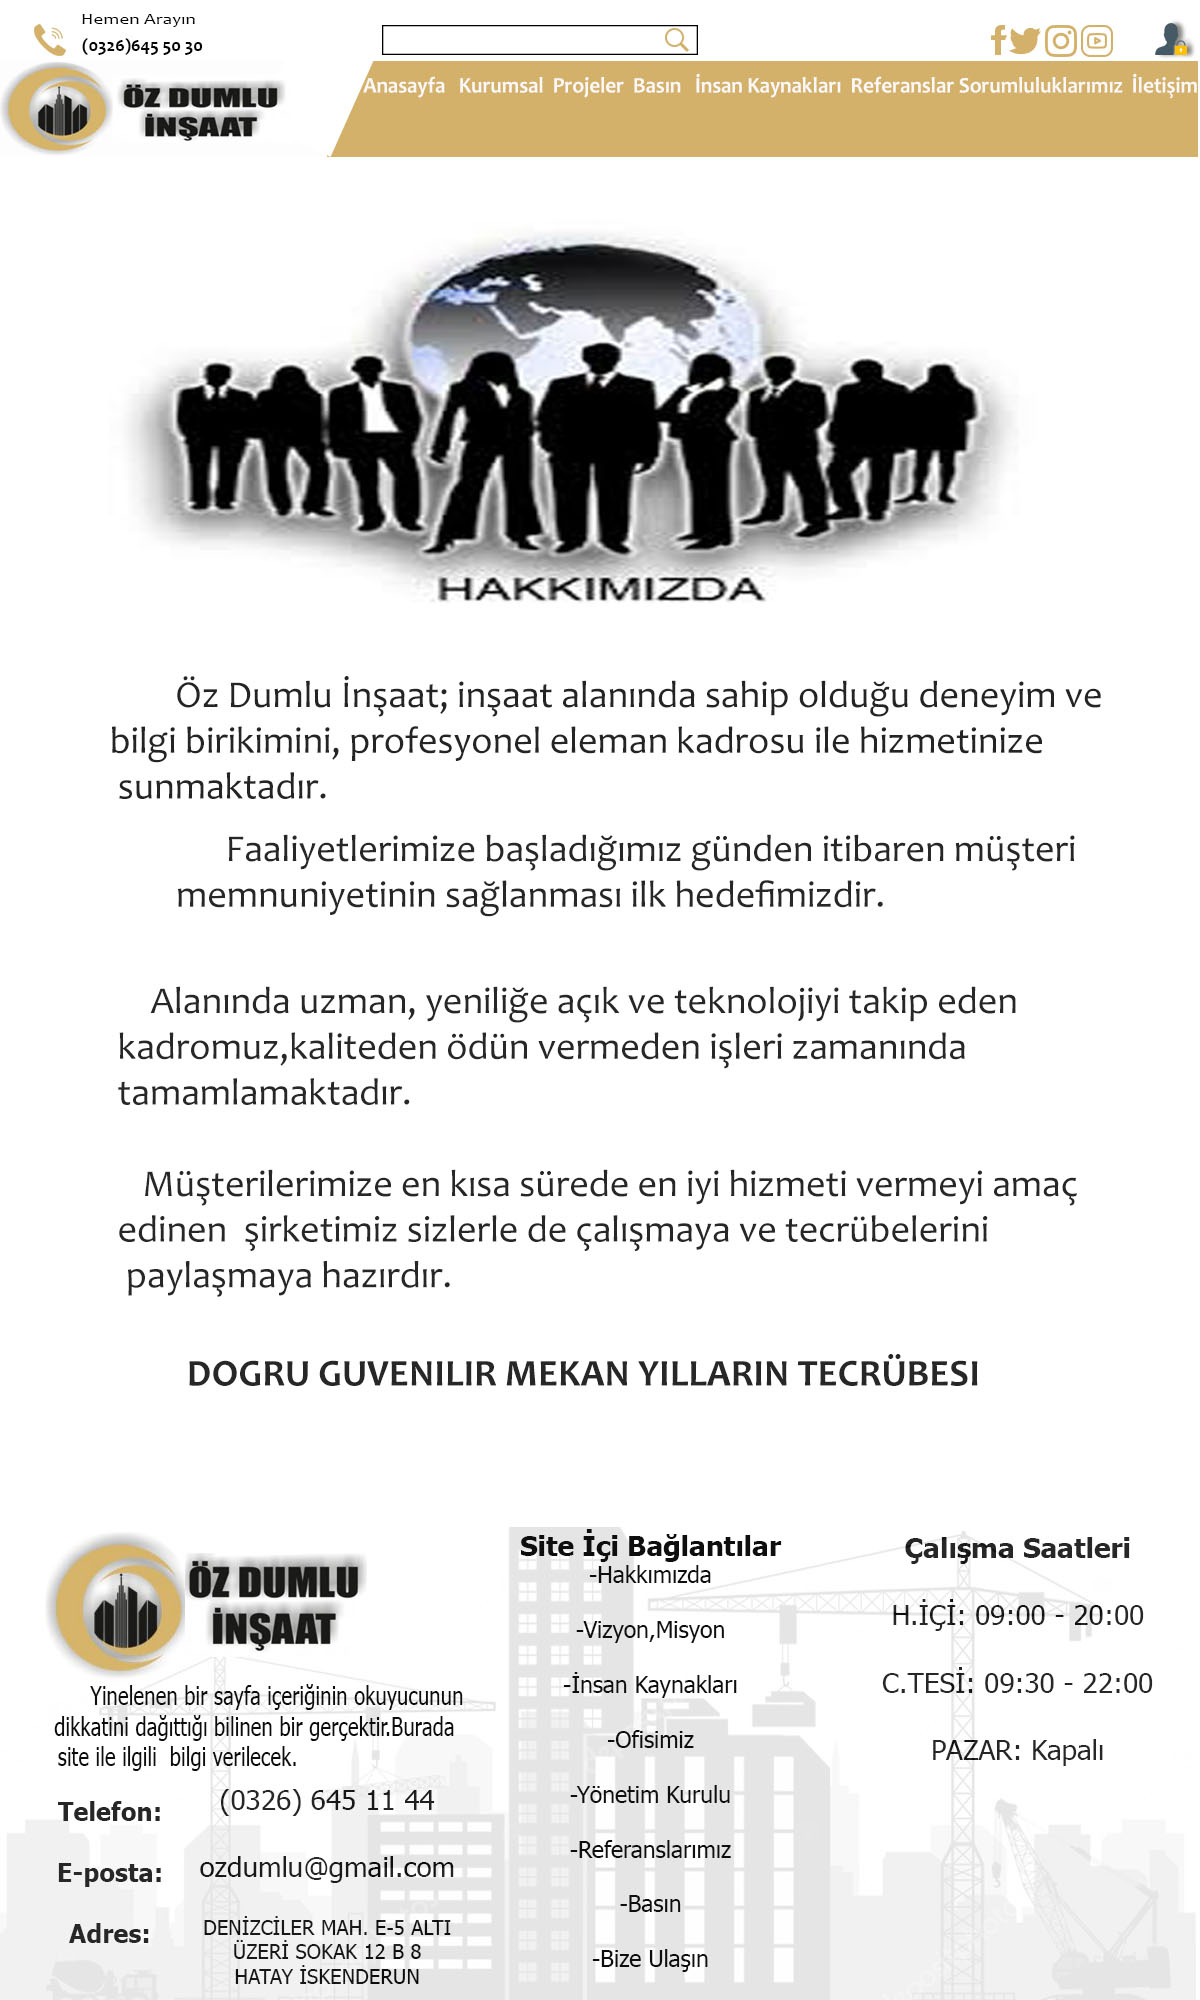 Hemen Arayın
(0326)645 50 30
ÖZ DUMLU
İNŞAAT
Anasayfa Kurumsal Projeler Basın İnsan Kaynakları Referanslar Sorumluluklarımız İletişim
HAKKIMIZDA
Öz Dumlu İnşaat; inşaat alanında sahip olduğu deneyim ve
bilgi birikimini, profesyonel eleman kadrosu ile hizmetinize
sunmaktadır.
Faaliyetlerimize başladığımız günden itibaren müşteri
memnuniyetinin sağlanması ilk hedefimizdir.
Alanında uzman, yeniliğe açık ve teknolojiyi takip eden
kadromuz,kaliteden ödün vermeden işleri zamanında
tamamlamaktadır.
Müşterilerimize en kısa sürede en iyi hizmeti vermeyi amaç
edinen  şirketimiz sizlerle de çalışmaya ve tecrübelerini
paylaşmaya hazırdır.
DOGRU GUVENILIR MEKAN YILLARIN TECRÜBESI
ÖZ DUMLU
İNŞAAT
Yinelenen bir sayfa içeriğinin okuyucunun
dikkatini dağıttığı bilinen bir gerçektir.Burada
site ile ilgili  bilgi verilecek.
Telefon: (0326) 645 11 44
E-posta: ozdumlu@gmail.com
Adres: DENİZCİLER MAH. E-5 ALTI
ÜZERİ SOKAK 12 B 8
HATAY İSKENDERUN
Site İçi Bağlantılar
-Hakkımızda
-Vizyon,Misyon
-İnsan Kaynakları
-Ofisimiz
-Yönetim Kurulu
-Referanslarımız
-Basın
-Bize Ulaşın
Çalışma Saatleri
H.İÇİ: 09:00 - 20:00
C.TESİ: 09:30 - 22:00
PAZAR: Kapalı